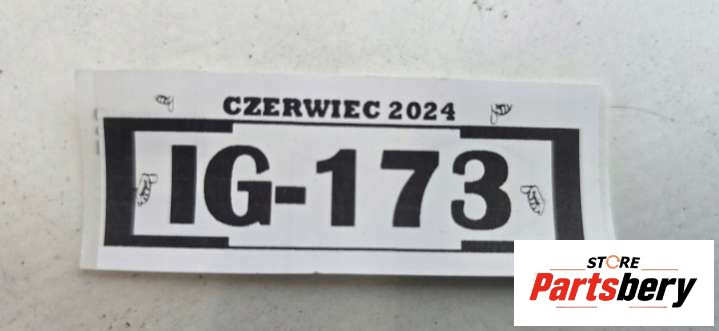 CZERWIEC 2024
IG-173
STORE
Partsbery